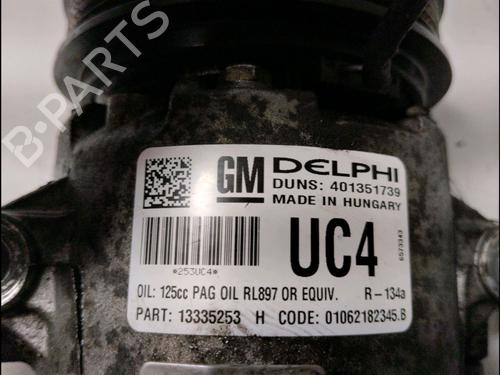 B-PARTS
GM DELPHI
DUNS: 401351739
MADE IN HUNGARY
UC4
6573343
*253UC4*
OIL: 125cc PAG OIL RL897 OR EQUIV. R-134a
PART: 13335253 H CODE: 01062182345.B